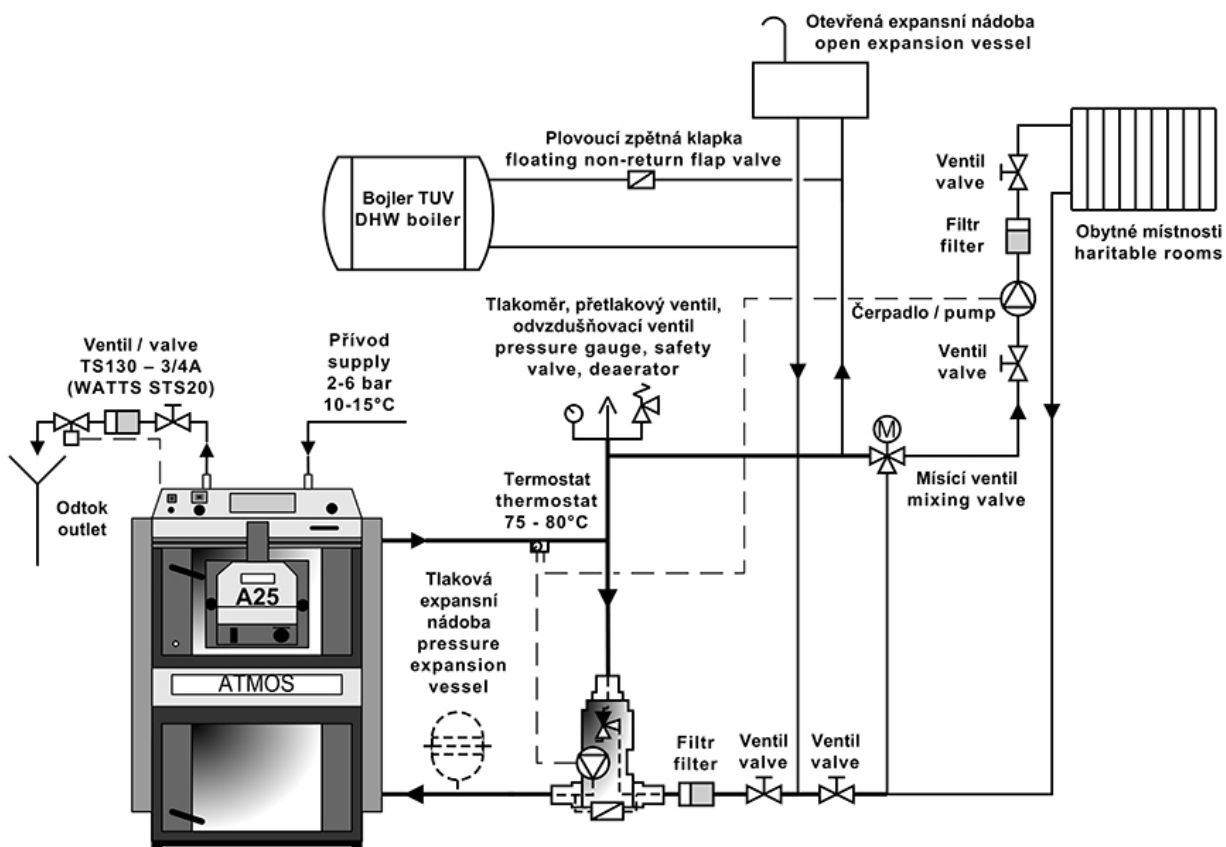 Otevřená expansní nádoba
open expansion vessel
Plovoucí zpětná klapka
floating non-return flap valve
Bojler TUV
DHW boiler
Ventil
valve
Filtr
filter
Obytné místnosti
haritable rooms
Čerpadlo / pump
Ventil
valve
Tlakoměr, přetlakový ventil,
odvzdušňovací ventil
pressure gauge, safety
valve, deaerator
Ventil / valve
TS130 – 3/4A
(WATTS STS20)
Přívod
supply
2-6 bar
10-15°C
M
Mísící ventil
mixing valve
Termostat
thermostat
75 - 80°C
Odtok
outlet
Tlaková
expansní
nádoba
pressure
expansion
vessel
A25
ATMOS
Filtr
filter
Ventil
valve
Ventil
valve